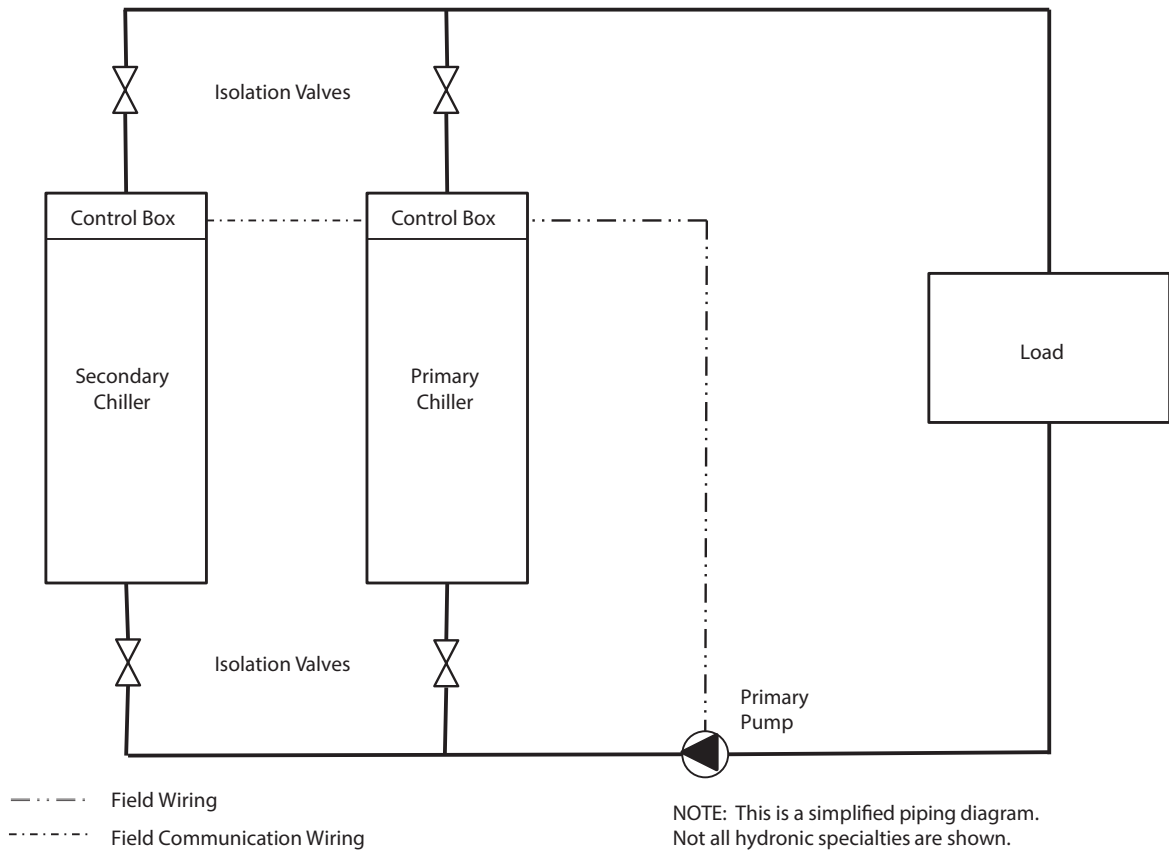 Isolation Valves
Control Box
Control Box
Secondary
Chiller
Primary
Chiller
Load
Isolation Valves
Primary
Pump
Field Wiring
Field Communication Wiring
NOTE: This is a simplified piping diagram.
Not all hydronic specialties are shown.